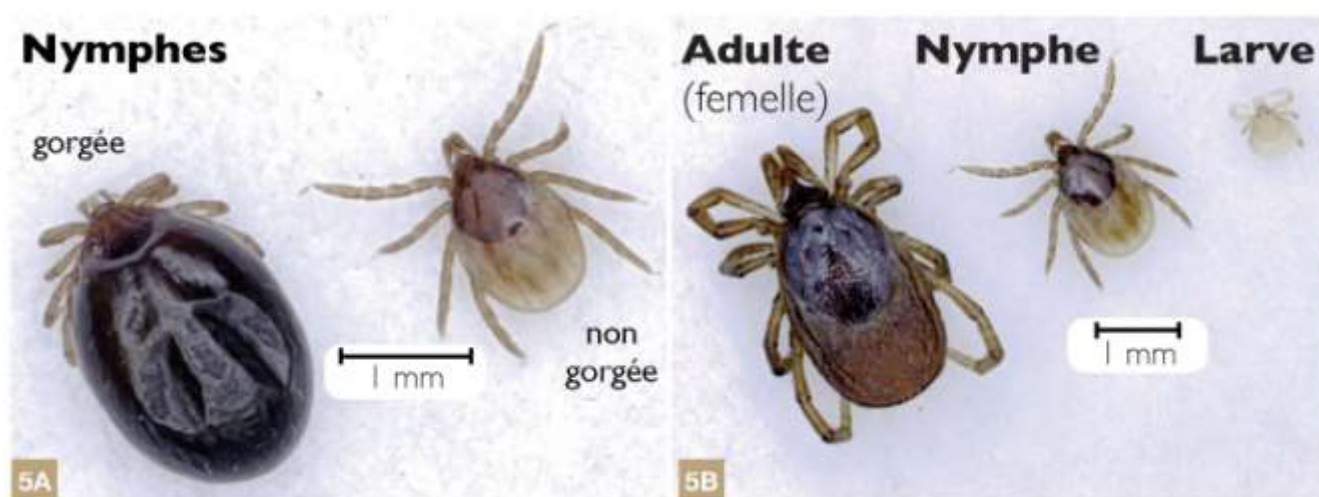 Nymphes
gorgée
1 mm
non
gorgée
5A
Adulte
(femelle)
Nymphe
Larve
1 mm
5B